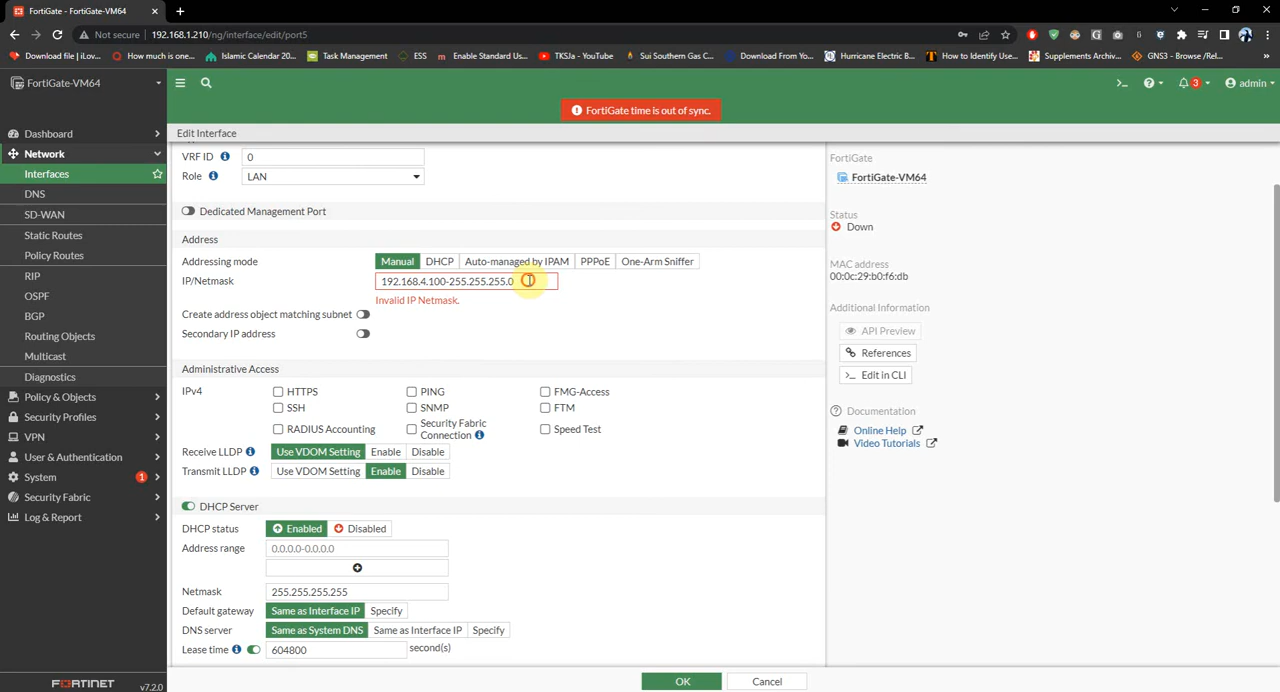 FortiGate - FortiGate-VM64
Not secure 192.168.1.210/ng/interface/edit/port5
Download file | iLov... How much is one... Islamic Calendar 20... Task Management ESS Enable Standard Us... TKSJa - YouTube Sui Southern Gas C... Download From You... Hurricane Electric B... How to Identify Use... Supplements Archiv... GNS3 - Browse /Rel...
FortiGate-VM64
3 admin
FortiGate time is out of sync.
Edit Interface
Dashboard
Network
Interfaces
DNS
SD-WAN
Static Routes
Policy Routes
RIP
OSPF
BGP
Routing Objects
Multicast
Diagnostics
Policy & Objects
Security Profiles
VPN
User & Authentication
System 1
Security Fabric
Log & Report
FORTINET v7.2.0
VRF ID 0
Role LAN
Dedicated Management Port
Address
Addressing mode Manual DHCP Auto-managed by IPAM PPPoE One-Arm Sniffer
IP/Netmask 192.168.4.100-255.255.255.0
Invalid IP Netmask.
Create address object matching subnet
Secondary IP address
Administrative Access
IPv4 HTTPS PING FMG-Access
SSH SNMP FTM
RADIUS Accounting Security Fabric Connection Speed Test
Receive LLDP Use VDOM Setting Enable Disable
Transmit LLDP Use VDOM Setting Enable Disable
DHCP Server
DHCP status Enabled Disabled
Address range 0.0.0.0-0.0.0.0
Netmask 255.255.255.255
Default gateway Same as Interface IP Specify
DNS server Same as System DNS Same as Interface IP Specify
Lease time 604800 second(s)
OK Cancel
FortiGate
FortiGate-VM64
Status
Down
MAC address
00:0c:29:b0:f6:db
Additional Information
API Preview
References
Edit in CLI
Documentation
Online Help
Video Tutorials